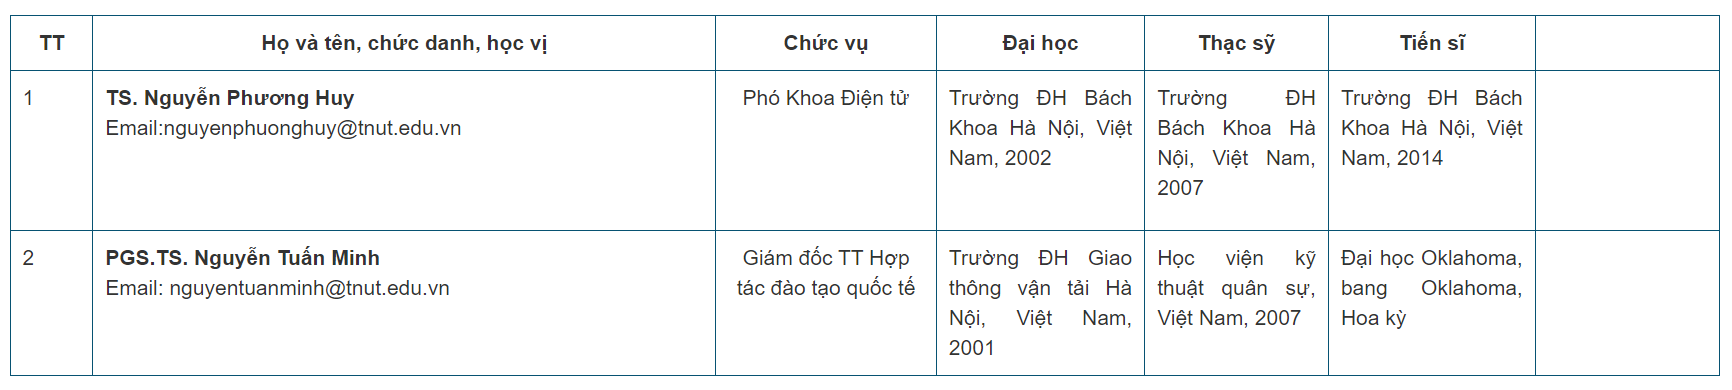 TT Họ và tên, chức danh, học vị Chức vụ Đại học Thạc sỹ Tiến sĩ
1
TS. Nguyễn Phương Huy
Email:nguyenphuonghuy@tnut.edu.vn
Phó Khoa Điện tử
Trường ĐH Bách
Khoa Hà Nội, Việt
Nam, 2002
Trường ĐH
Bách Khoa Hà
Nội, Việt Nam,
2007
Trường ĐH Bách
Khoa Hà Nội, Việt
Nam, 2014
2
PGS.TS. Nguyễn Tuấn Minh
Email: nguyentuanminh@tnut.edu.vn
Giám đốc TT Hợp
tác đào tạo quốc tế
Trường ĐH Giao
thông vận tải Hà
Nội, Việt Nam,
2001
Học viện kỹ
thuật quân sự,
Việt Nam, 2007
Đại học Oklahoma,
bang Oklahoma,
Hoa kỳ